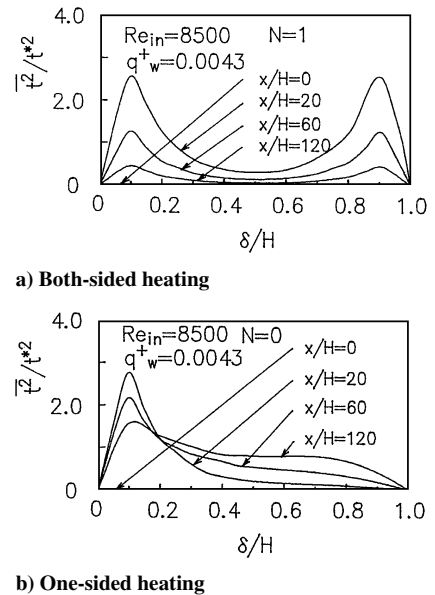 4.0
Re_in=8500 N=1
q^+_w=0.0043
x/H=0
x/H=20
x/H=60
x/H=120
2.0
0
\overline{t^2}/t*^2
0 0.2 0.4 0.6 0.8 1.0
δ/H
a) Both-sided heating
4.0
Re_in=8500 N=0
q^+_w=0.0043
x/H=0
x/H=20
x/H=60
x/H=120
2.0
0
\overline{t^2}/t*^2
0 0.2 0.4 0.6 0.8 1.0
δ/H
b) One-sided heating